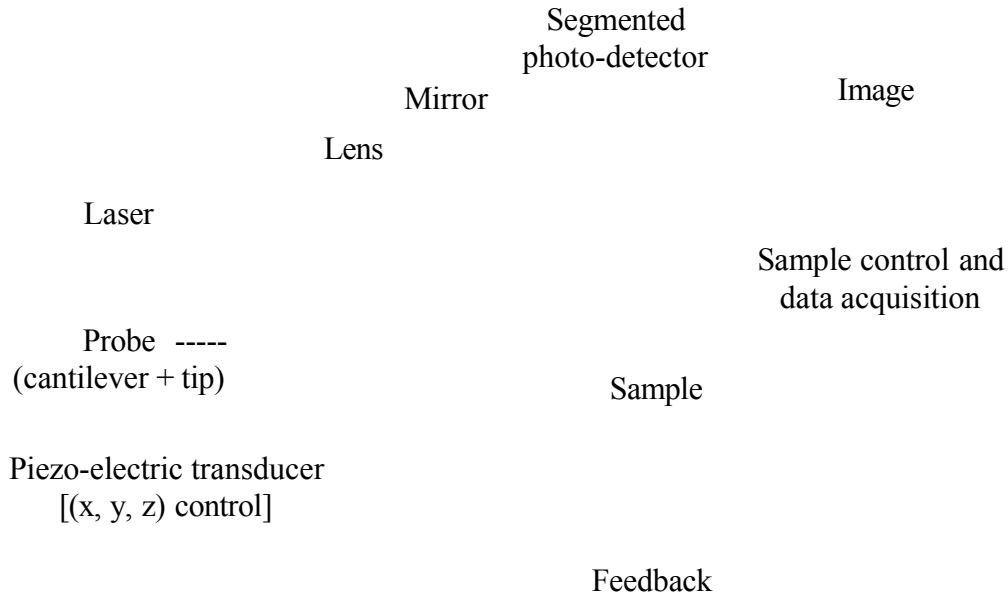 Segmented
photo-detector
Mirror
Image
Lens
Laser
Sample control and
data acquisition
Probe -----
(cantilever + tip)
Sample
Piezo-electric transducer
[(x, y, z) control]
Feedback